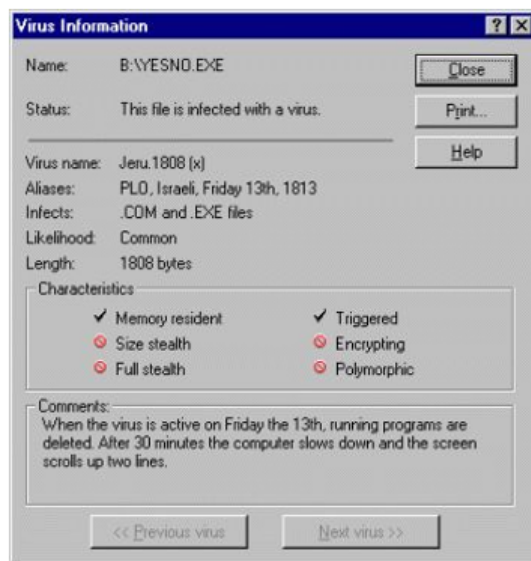 Virus Information
Name: B:\YESNO.EXE
Close
Status: This file is infected with a virus.
Print...
Help
Virus name: Jeru.1808 (x)
Aliases: PLO, Israeli, Friday 13th, 1813
Infects: .COM and .EXE files
Likelihood: Common
Length: 1808 bytes
Characteristics
Memory resident Triggered
Size stealth Encrypting
Full stealth Polymorphic
Comments:
When the virus is active on Friday the 13th, running programs are
deleted. After 30 minutes the computer slows down and the screen
scrolls up two lines.
<< Previous virus Next virus >>